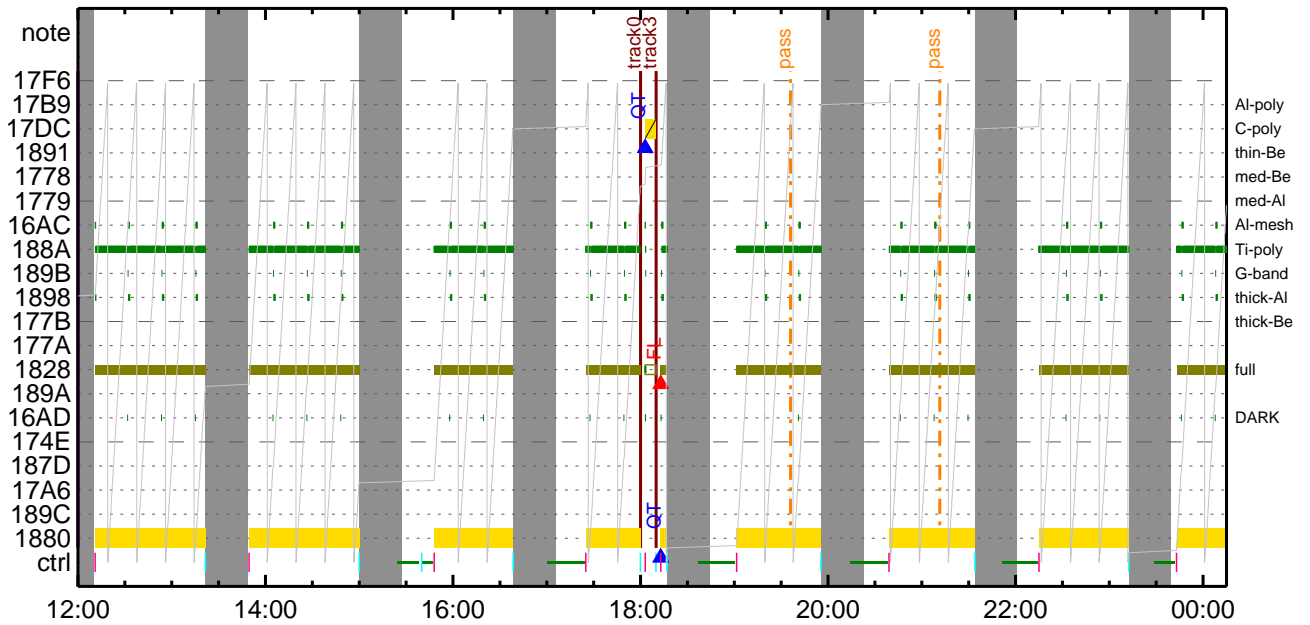 note
track0
track3
pass
pass
17F6
17B9
QT
Al-poly
17DC
C-poly
1891
thin-Be
1778
med-Be
1779
med-Al
16AC
Al-mesh
188A
Ti-poly
189B
G-band
1898
thick-Al
177B
thick-Be
177A
FL
1828
full
189A
16AD
DARK
174E
187D
17A6
189C
QT
1880
ctrl
12:00
14:00
16:00
18:00
20:00
22:00
00:00